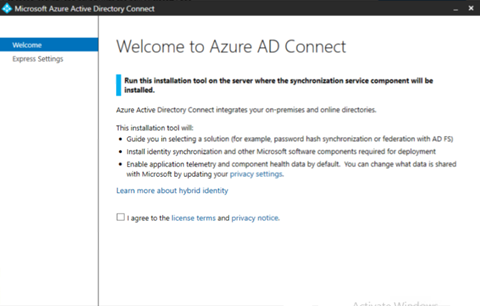 Microsoft Azure Active Directory Connect
Welcome
Express Settings
Welcome to Azure AD Connect
Run this installation tool on the server where the synchronization service component will be
installed.
Azure Active Directory Connect integrates your on-premises and online directories.
This installation tool will:
• Guide you in selecting a solution (for example, password hash synchronization or federation with AD FS)
• Install identity synchronization and other Microsoft software components required for deployment
• Enable application telemetry and component health data by default. You can change what data is shared
with Microsoft by updating your privacy settings.
Learn more about hybrid identity
I agree to the license terms and privacy notice.
Activate Windows